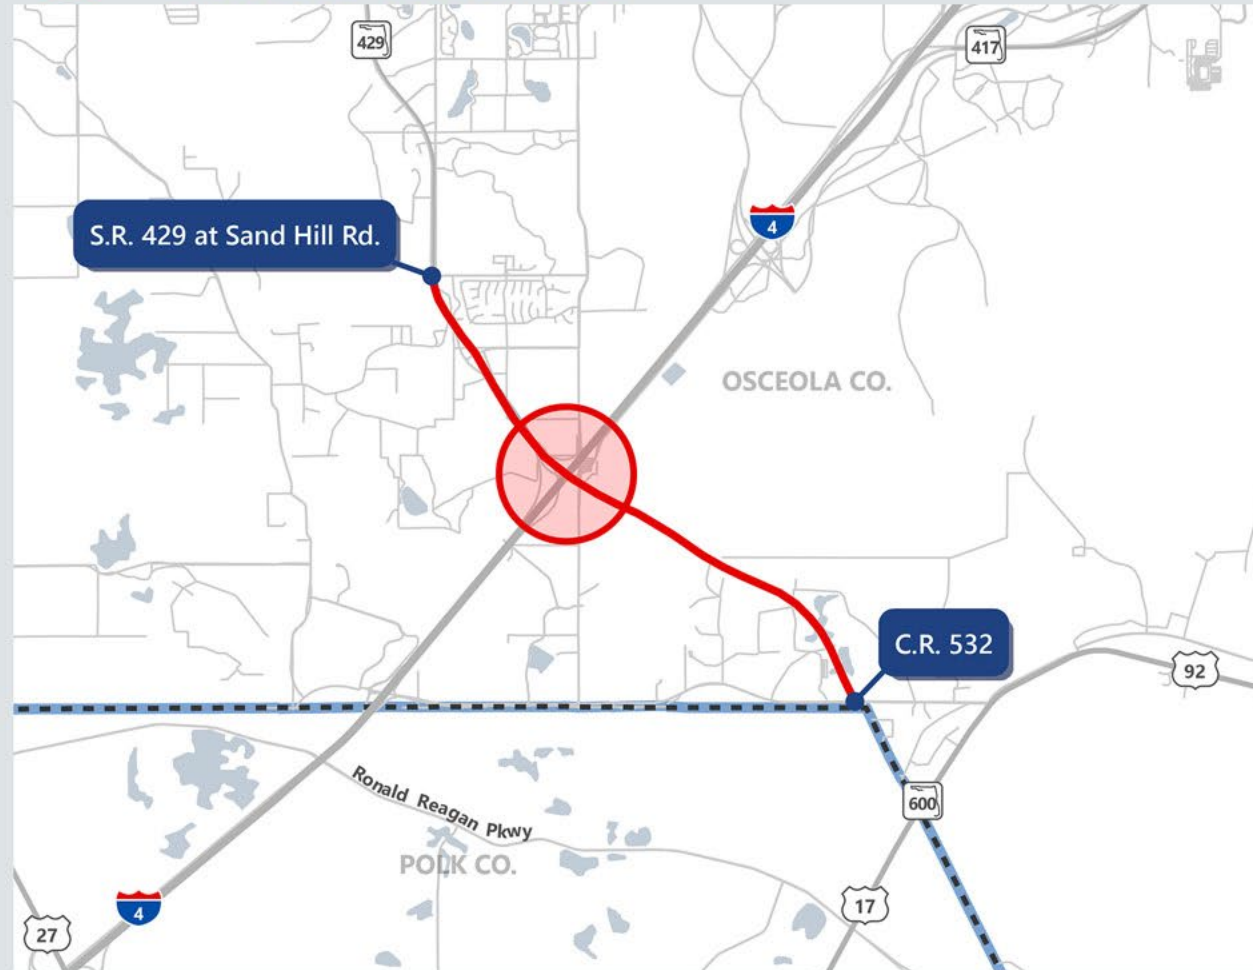 429
417
S.R. 429 at Sand Hill Rd.
4
OSCEOLA CO.
C.R. 532
92
Ronald Reagan Pkwy
600
POLK CO.
4
17
27